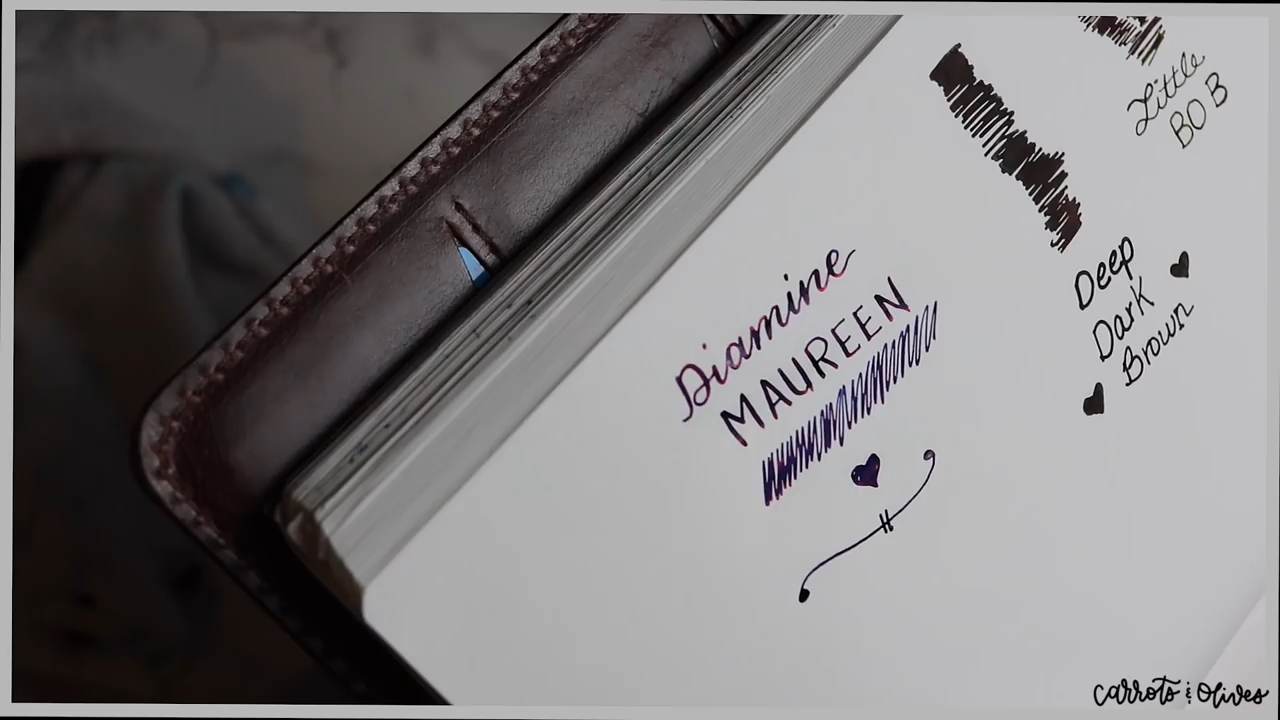 Diamine
MAUREEN
Little
BOB
Deep
Dark
Brown
carrots & Olives